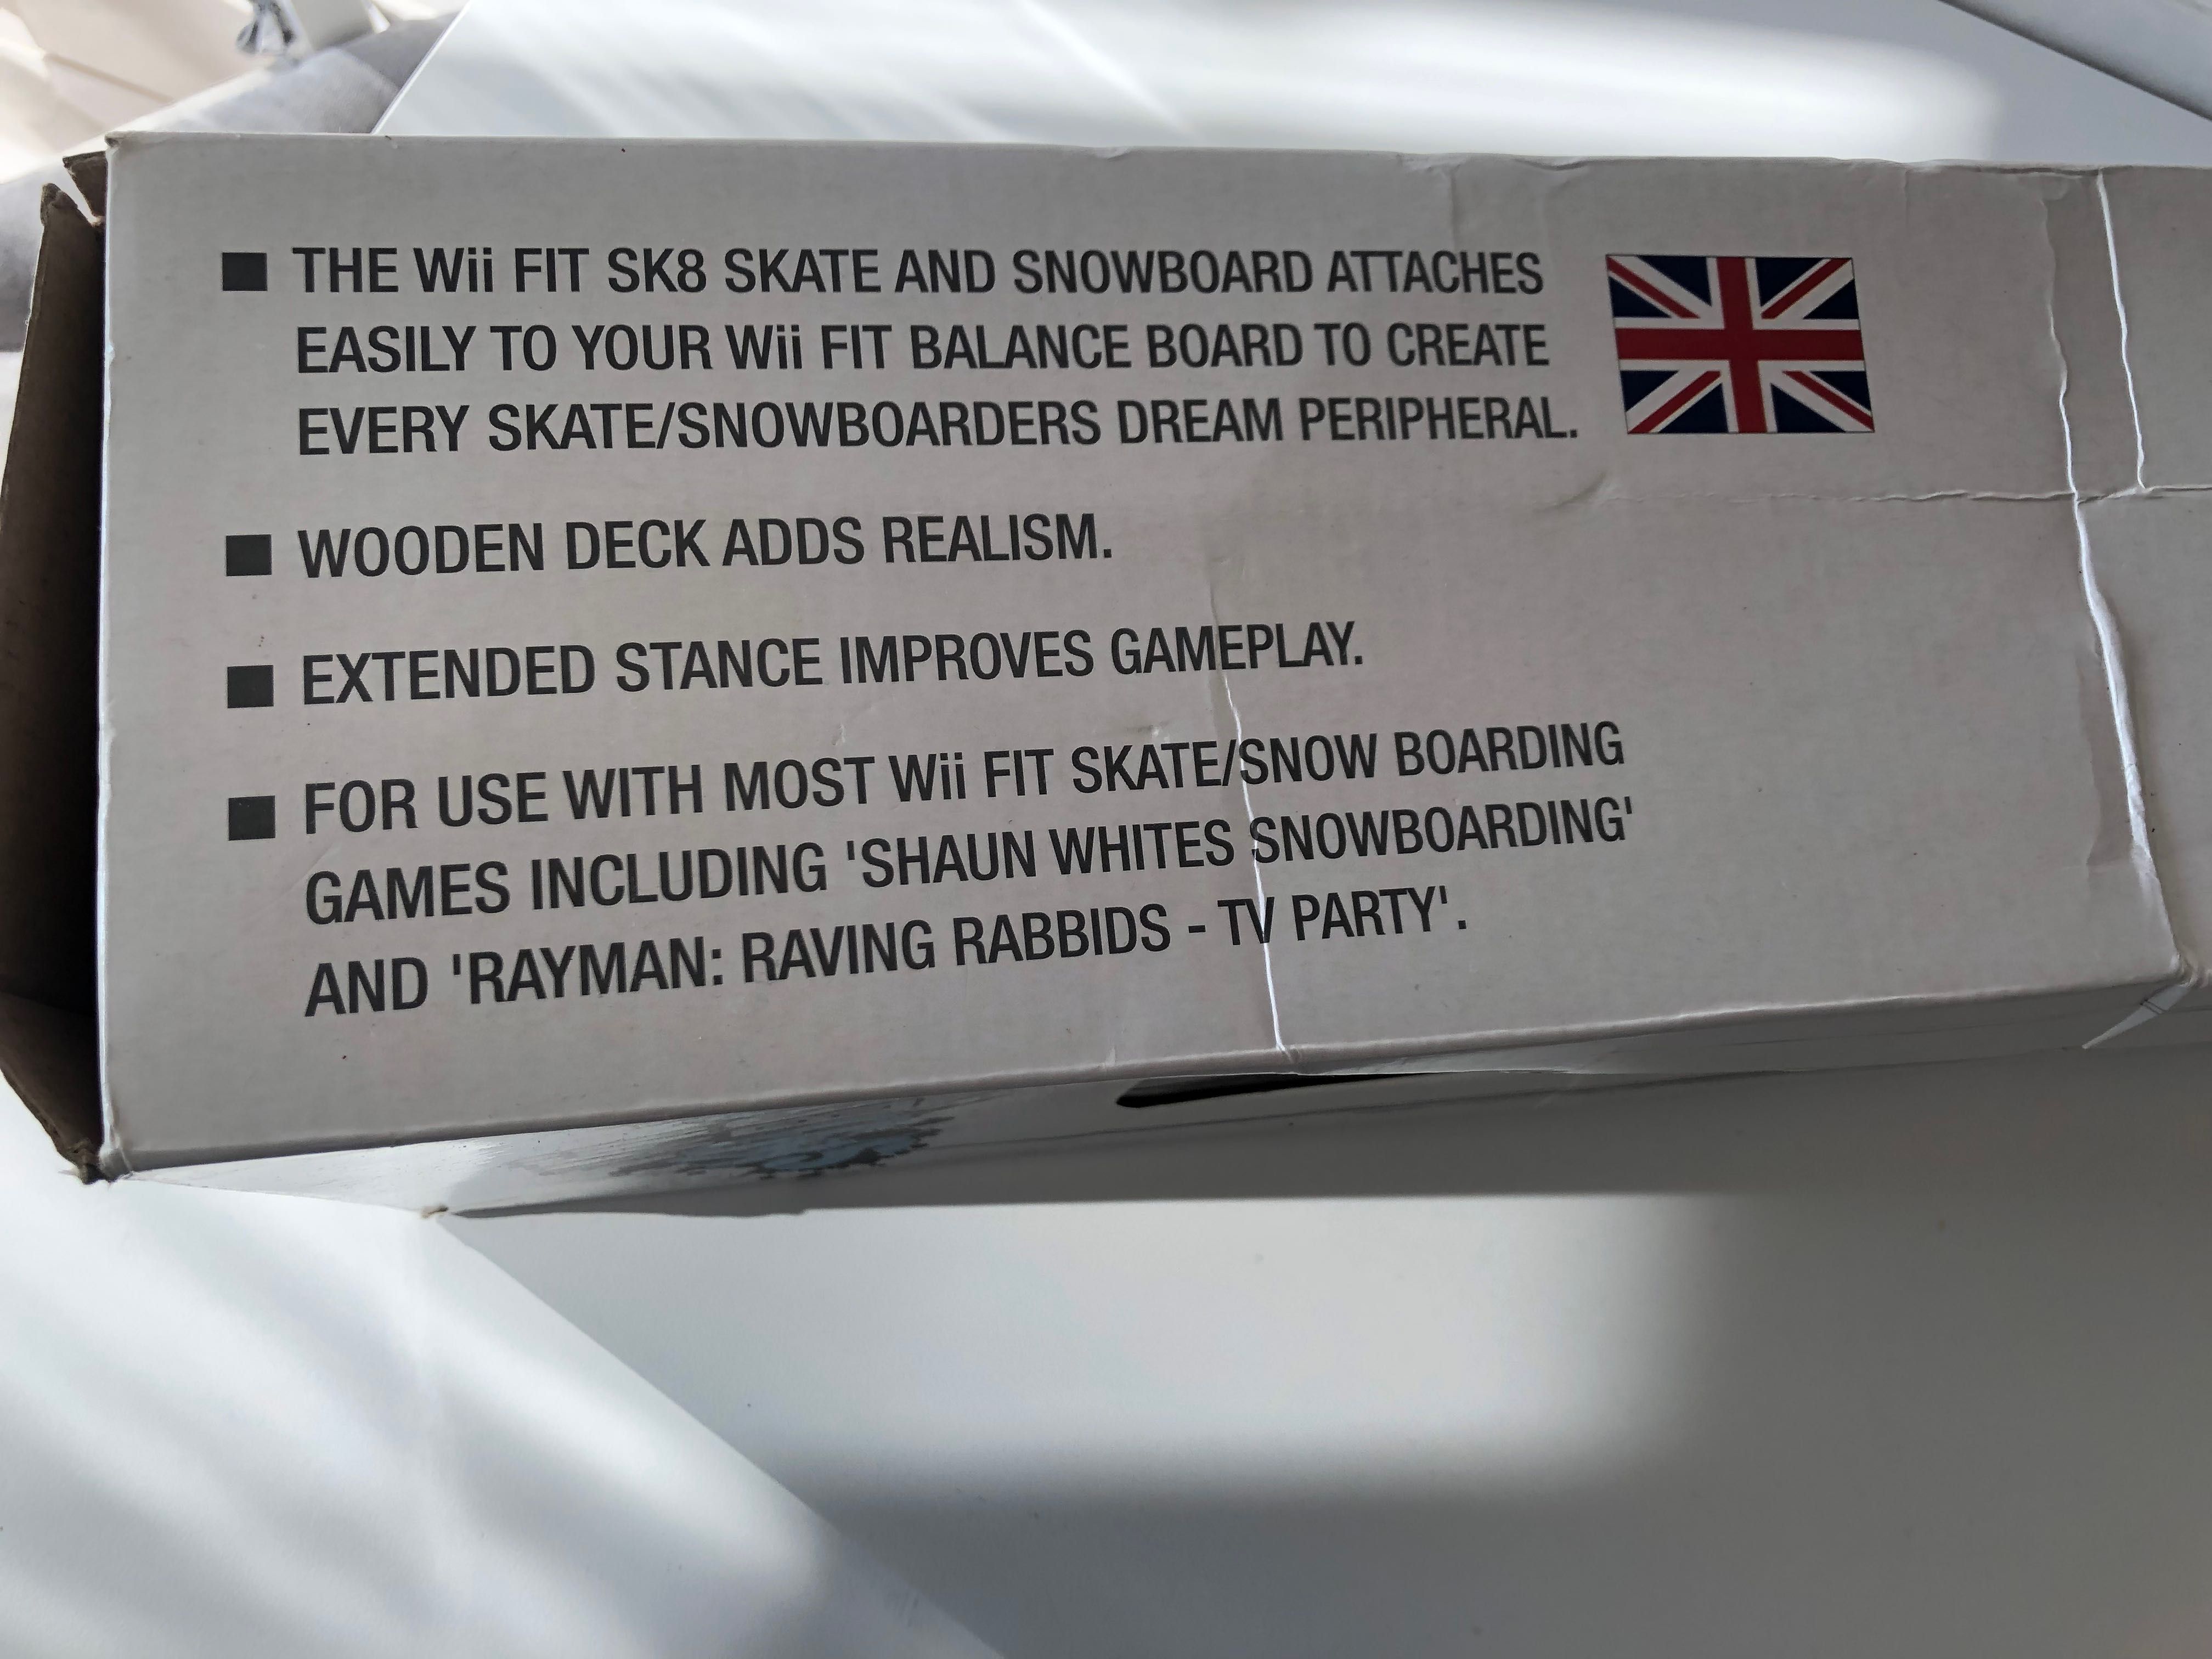 ■ THE Wii FIT SK8 SKATE AND SNOWBOARD ATTACHES
EASILY TO YOUR Wii FIT BALANCE BOARD TO CREATE
EVERY SKATE/SNOWBOARDERS DREAM PERIPHERAL.
■ WOODEN DECK ADDS REALISM.
■ EXTENDED STANCE IMPROVES GAMEPLAY.
■ FOR USE WITH MOST Wii FIT SKATE/SNOW BOARDING
GAMES INCLUDING 'SHAUN WHITES SNOWBOARDING'
AND 'RAYMAN: RAVING RABBIDS - TV PARTY'.